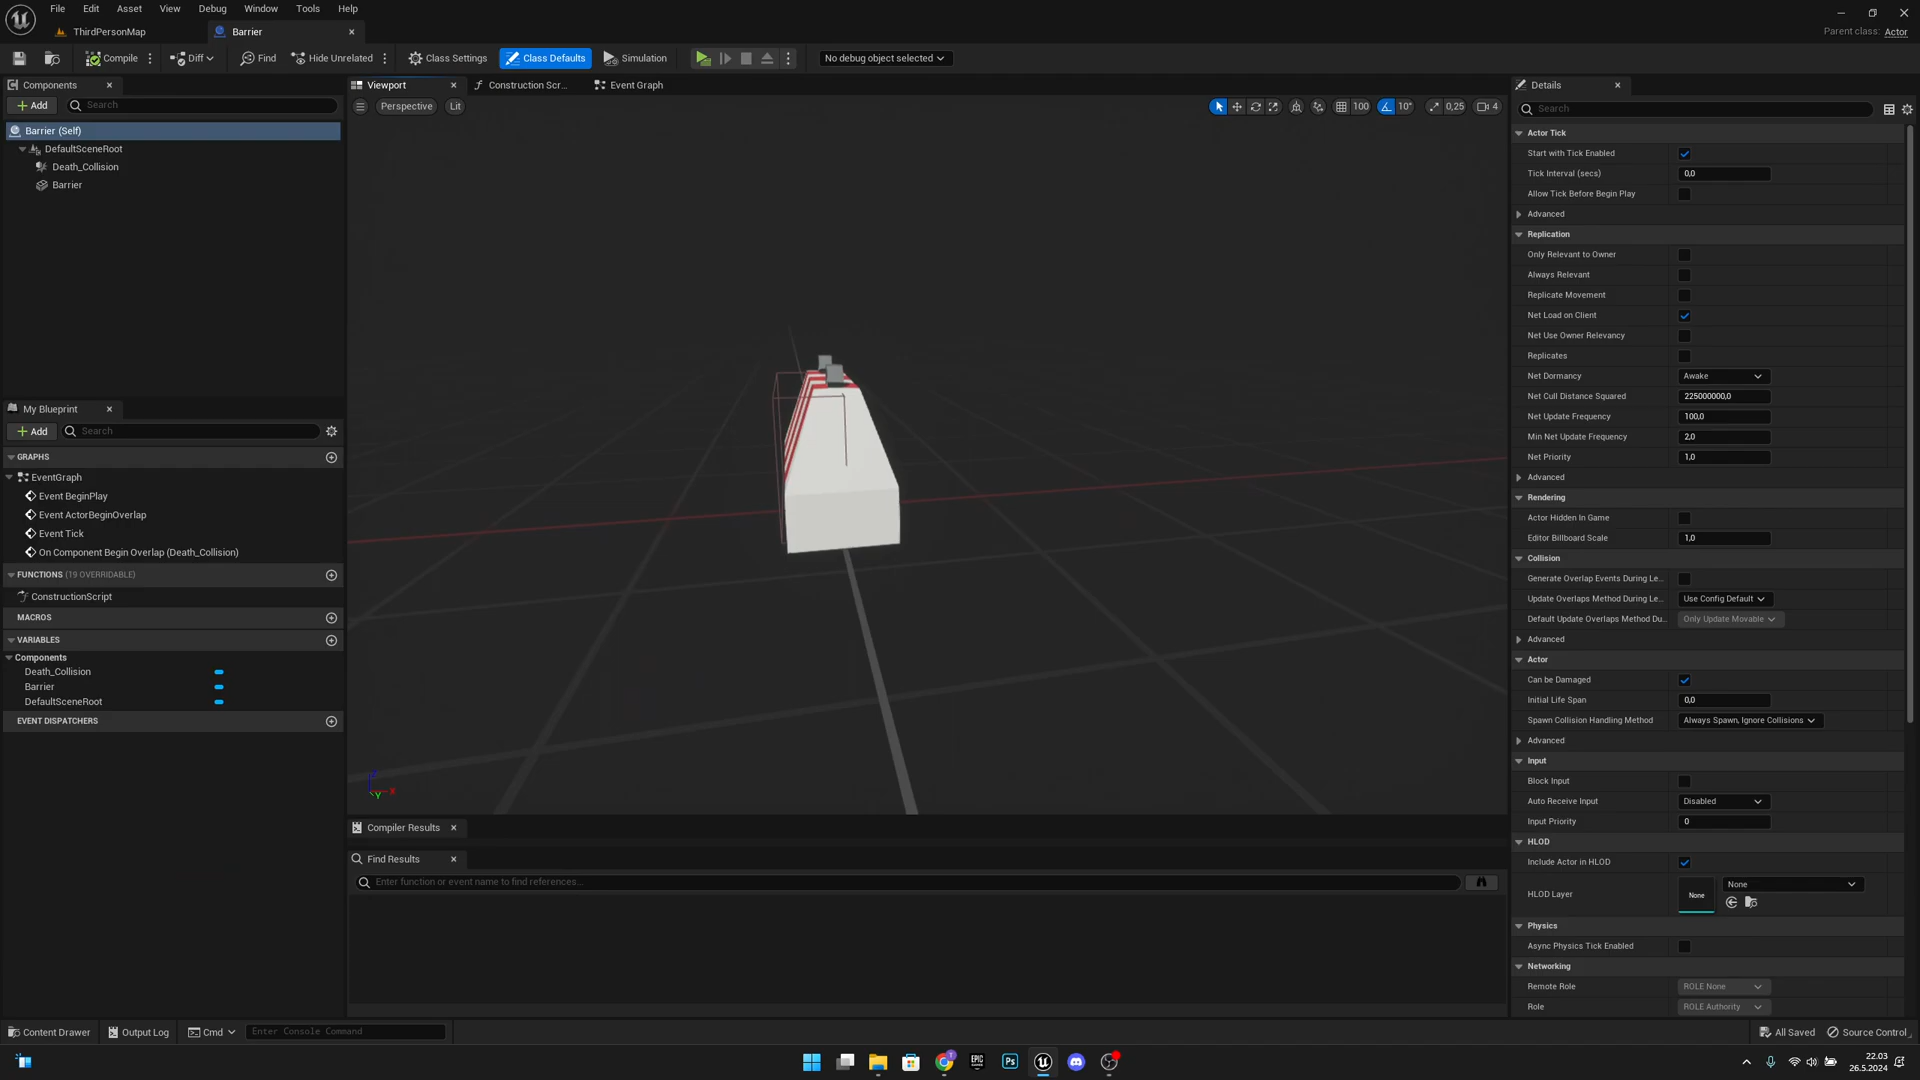 File Edit Asset View Debug Window Tools Help
ThirdPersonMap Barrier
Parent class: Actor
Compile Diff Find Hide Unrelated Class Settings Class Defaults Simulation No debug object selected
Components
Add Search
Barrier (Self)
DefaultSceneRoot
Death_Collision
Barrier
My Blueprint
Add Search
GRAPHS
EventGraph
Event BeginPlay
Event ActorBeginOverlap
Event Tick
On Component Begin Overlap (Death_Collision)
FUNCTIONS (19 OVERRIDABLE)
ConstructionScript
MACROS
VARIABLES
Components
Death_Collision
Barrier
DefaultSceneRoot
EVENT DISPATCHERS
Viewport Construction Scr... Event Graph
Perspective Lit 100 10° 0,25 4
Z
X
Y
Compiler Results
Find Results
Enter function or event name to find references...
Details
Search
Actor Tick
Start with Tick Enabled
Tick Interval (secs) 0,0
Allow Tick Before Begin Play
Advanced
Replication
Only Relevant to Owner
Always Relevant
Replicate Movement
Net Load on Client
Net Use Owner Relevancy
Replicates
Net Dormancy Awake
Net Cull Distance Squared 225000000,0
Net Update Frequency 100,0
Min Net Update Frequency 2,0
Net Priority 1,0
Advanced
Rendering
Actor Hidden In Game
Editor Billboard Scale 1,0
Collision
Generate Overlap Events During Le...
Update Overlaps Method During Le... Use Config Default
Default Update Overlaps Method Du... Only Update Movable
Advanced
Actor
Can be Damaged
Initial Life Span 0,0
Spawn Collision Handling Method Always Spawn, Ignore Collisions
Advanced
Input
Block Input
Auto Receive Input Disabled
Input Priority 0
HLOD
Include Actor in HLOD
HLOD Layer None None
Physics
Async Physics Tick Enabled
Networking
Remote Role ROLE None
Role ROLE Authority
Content Drawer Output Log Cmd Enter Console Command All Saved Source Control
EPIC GAMES Ps
22.03
26.5.2024